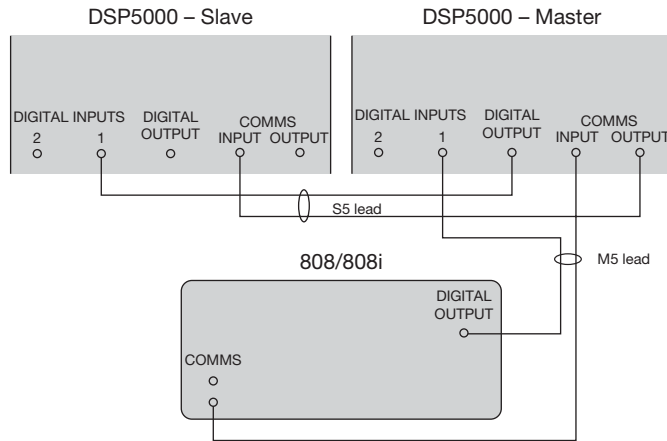 DSP5000 – Slave
DIGITAL INPUTS
2 1
DIGITAL
OUTPUT
COMMS
INPUT OUTPUT
DSP5000 – Master
DIGITAL INPUTS
2 1
DIGITAL
OUTPUT
COMMS
INPUT OUTPUT
S5 lead
M5 lead
808/808i
DIGITAL
OUTPUT
COMMS